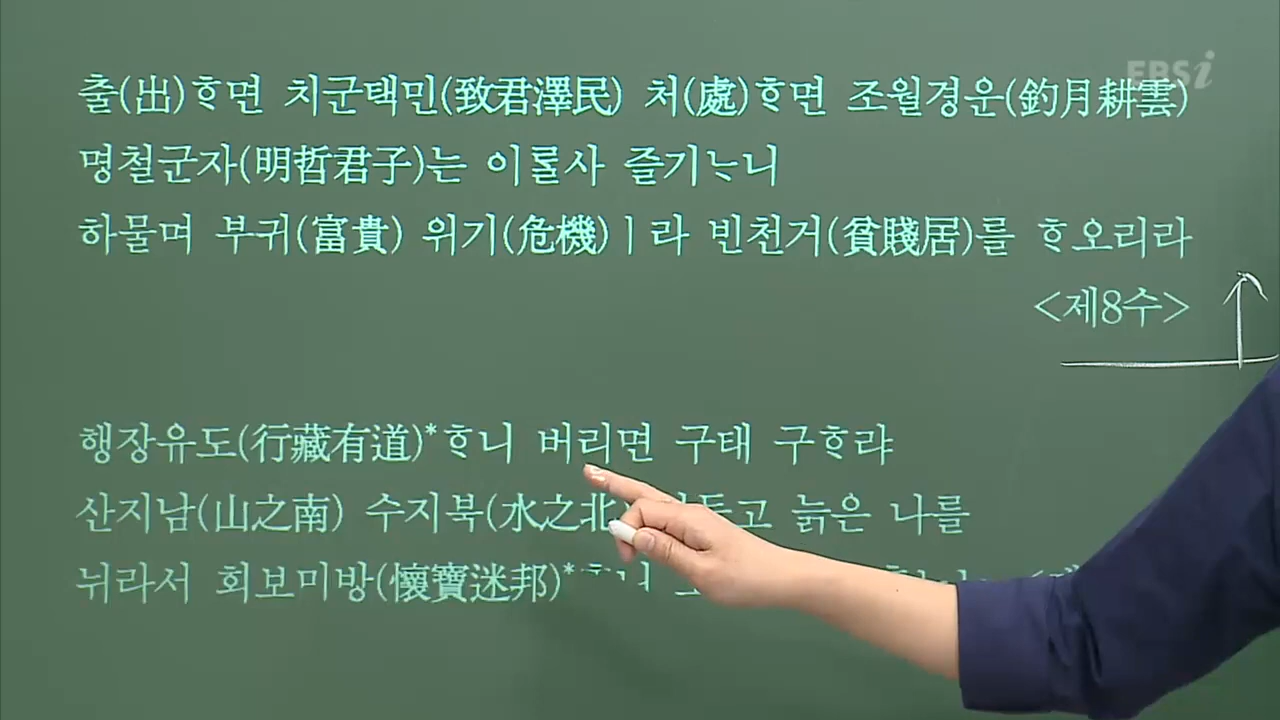 EBSi
출(出)ᄒᆞ면 치군택민(致君澤民) 처(處)ᄒᆞ면 조월경운(釣月耕雲)
명철군자(明哲君子)는 이ᄅᆞᆯ사 즐기ᄂᆞ니
하물며 부귀(富貴) 위기(危機)ㅣ라 빈천거(貧賤居)를 ᄒᆞ오리라
<제8수>
행장유도(行藏有道)*ᄒᆞ니 버리면 구태 구ᄒᆞ랴
산지남(山之南) 수지북(水之北) 늙은 나를
뉘라서 회보미방(懷寶迷邦)*